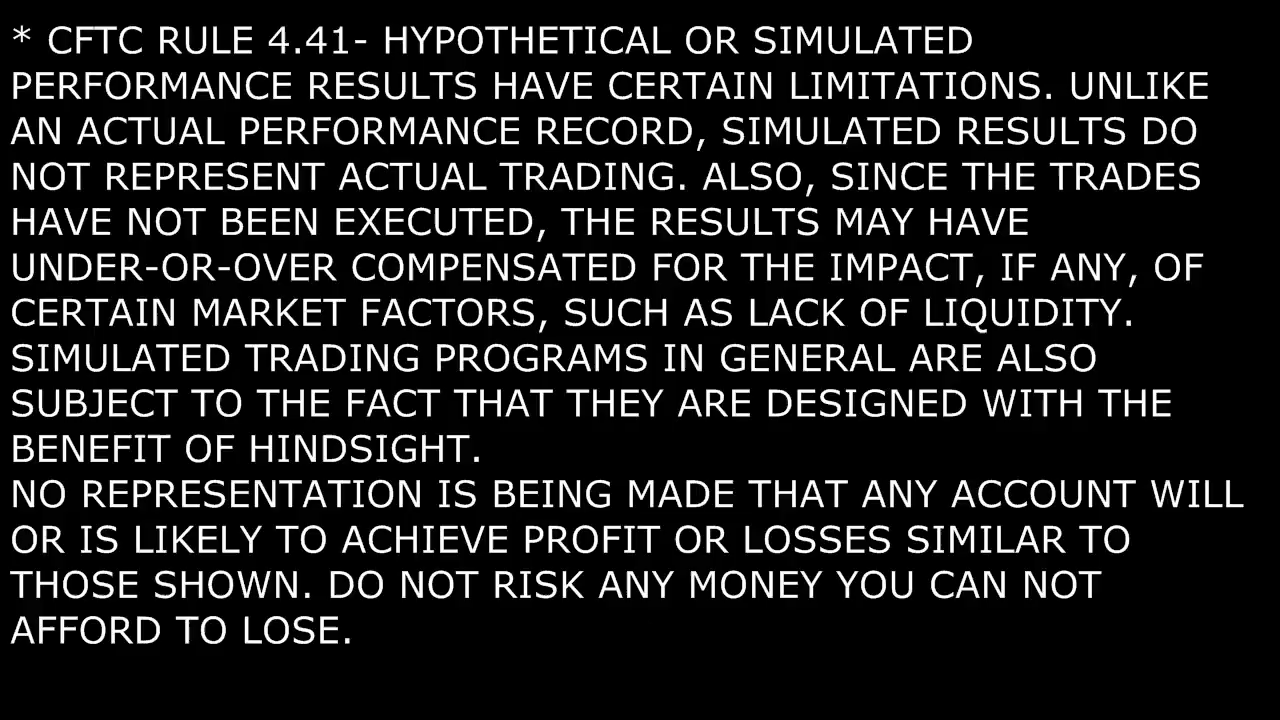 * CFTC RULE 4.41- HYPOTHETICAL OR SIMULATED
PERFORMANCE RESULTS HAVE CERTAIN LIMITATIONS. UNLIKE
AN ACTUAL PERFORMANCE RECORD, SIMULATED RESULTS DO
NOT REPRESENT ACTUAL TRADING. ALSO, SINCE THE TRADES
HAVE NOT BEEN EXECUTED, THE RESULTS MAY HAVE
UNDER-OR-OVER COMPENSATED FOR THE IMPACT, IF ANY, OF
CERTAIN MARKET FACTORS, SUCH AS LACK OF LIQUIDITY.
SIMULATED TRADING PROGRAMS IN GENERAL ARE ALSO
SUBJECT TO THE FACT THAT THEY ARE DESIGNED WITH THE
BENEFIT OF HINDSIGHT.
NO REPRESENTATION IS BEING MADE THAT ANY ACCOUNT WILL
OR IS LIKELY TO ACHIEVE PROFIT OR LOSSES SIMILAR TO
THOSE SHOWN. DO NOT RISK ANY MONEY YOU CAN NOT
AFFORD TO LOSE.